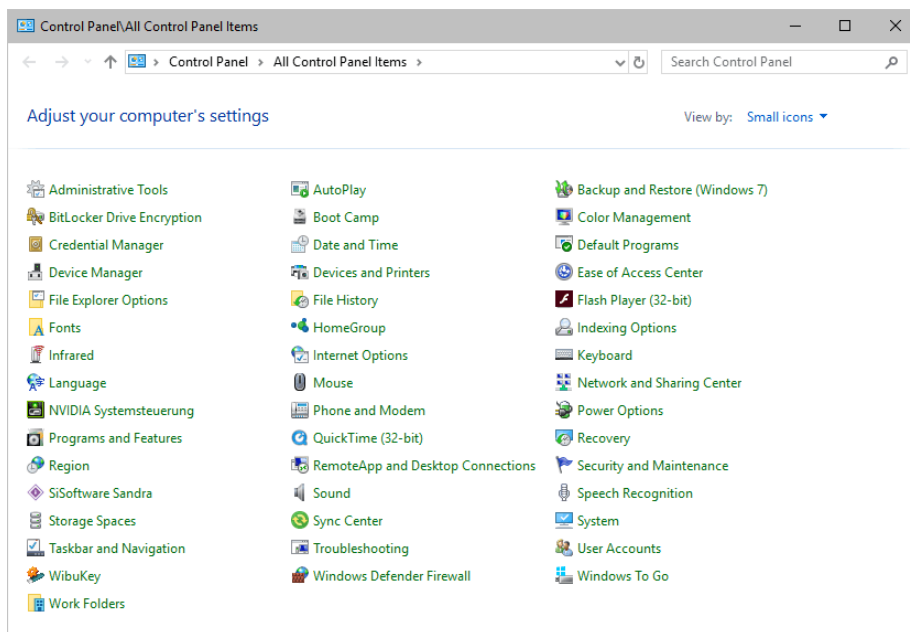 Control Panel\All Control Panel Items
Control Panel > All Control Panel Items >
Search Control Panel
Adjust your computer's settings
View by: Small icons
Administrative Tools
AutoPlay
Backup and Restore (Windows 7)
BitLocker Drive Encryption
Boot Camp
Color Management
Credential Manager
Date and Time
Default Programs
Device Manager
Devices and Printers
Ease of Access Center
File Explorer Options
File History
Flash Player (32-bit)
Fonts
HomeGroup
Indexing Options
Infrared
Internet Options
Keyboard
Language
Mouse
Network and Sharing Center
NVIDIA Systemsteuerung
Phone and Modem
Power Options
Programs and Features
QuickTime (32-bit)
Recovery
Region
RemoteApp and Desktop Connections
Security and Maintenance
SiSoftware Sandra
Sound
Speech Recognition
Storage Spaces
Sync Center
System
Taskbar and Navigation
Troubleshooting
User Accounts
WibuKey
Windows Defender Firewall
Windows To Go
Work Folders